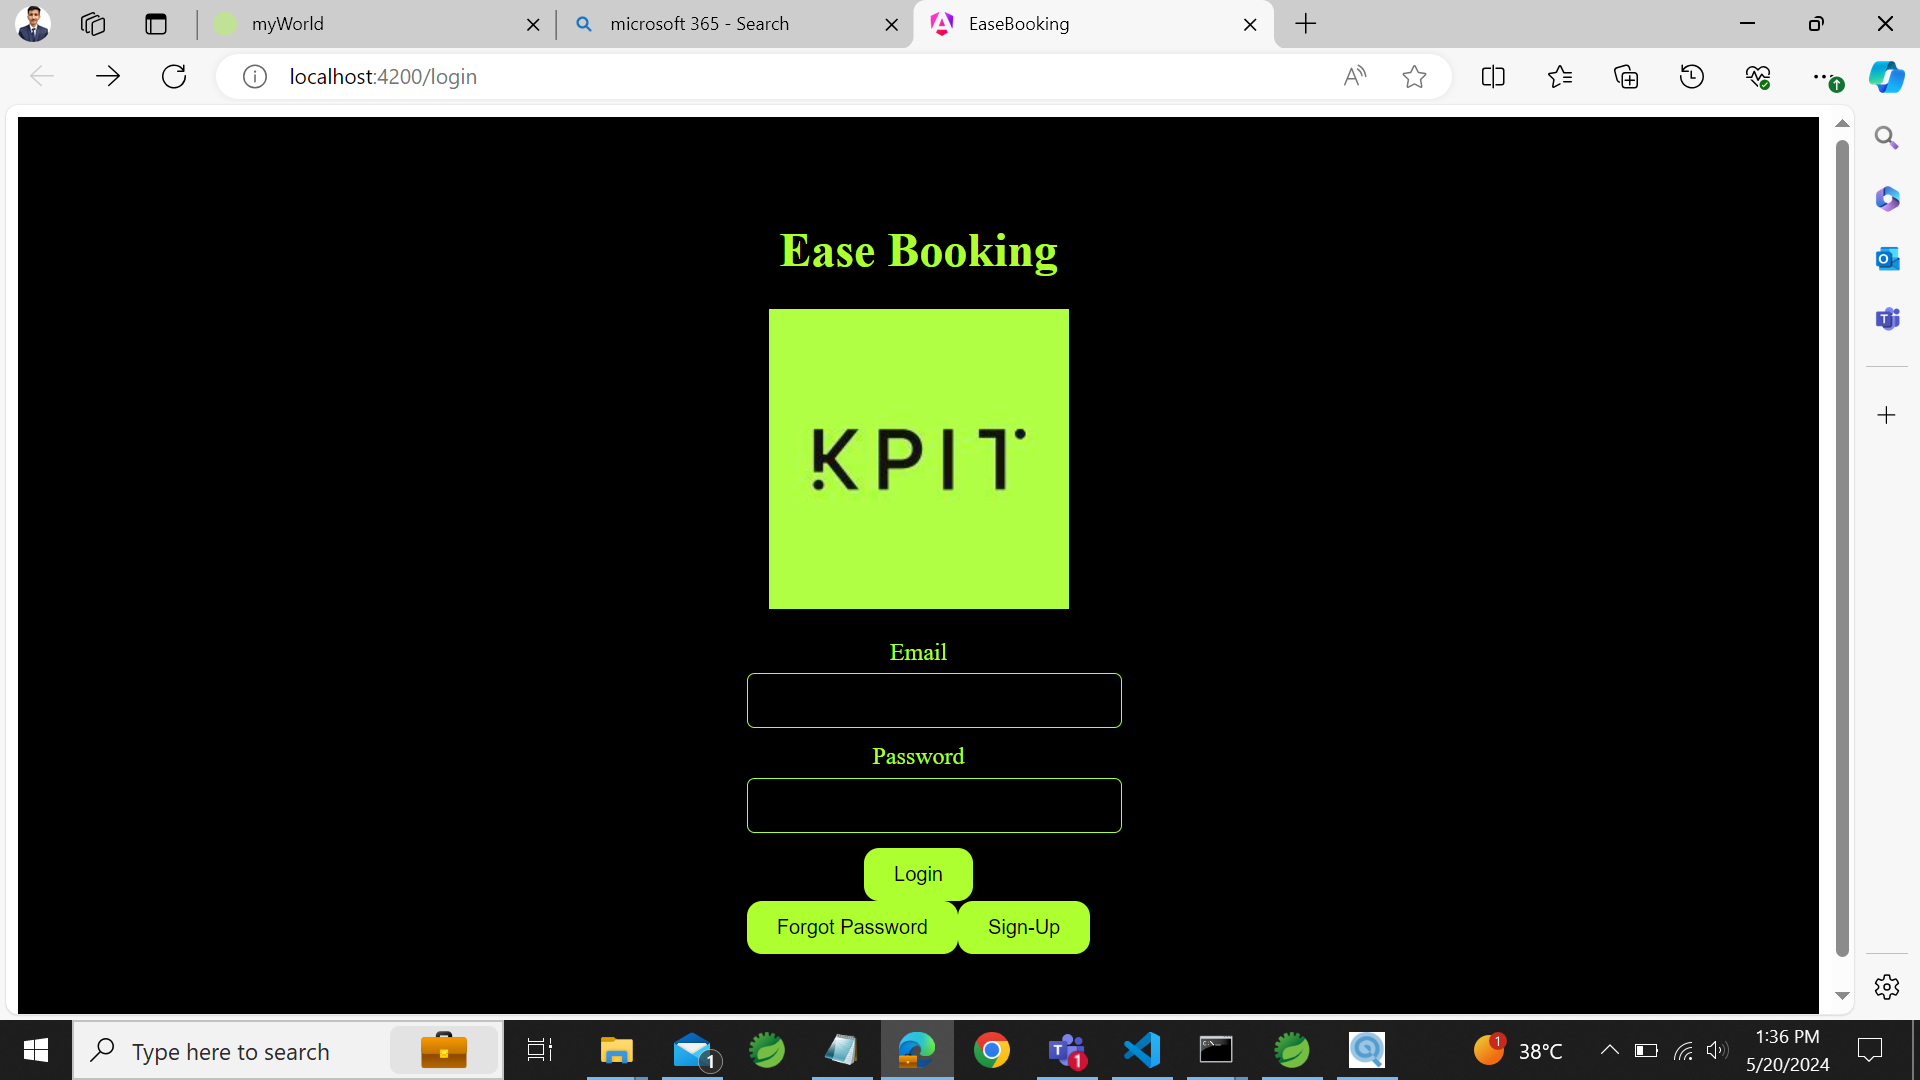 myWorld
microsoft 365 - Search
EaseBooking
localhost:4200/login
Ease Booking
KPIT
Email
Password
Login
Forgot Password
Sign-Up
Type here to search
1
1
1
38°C
1:36 PM
5/20/2024